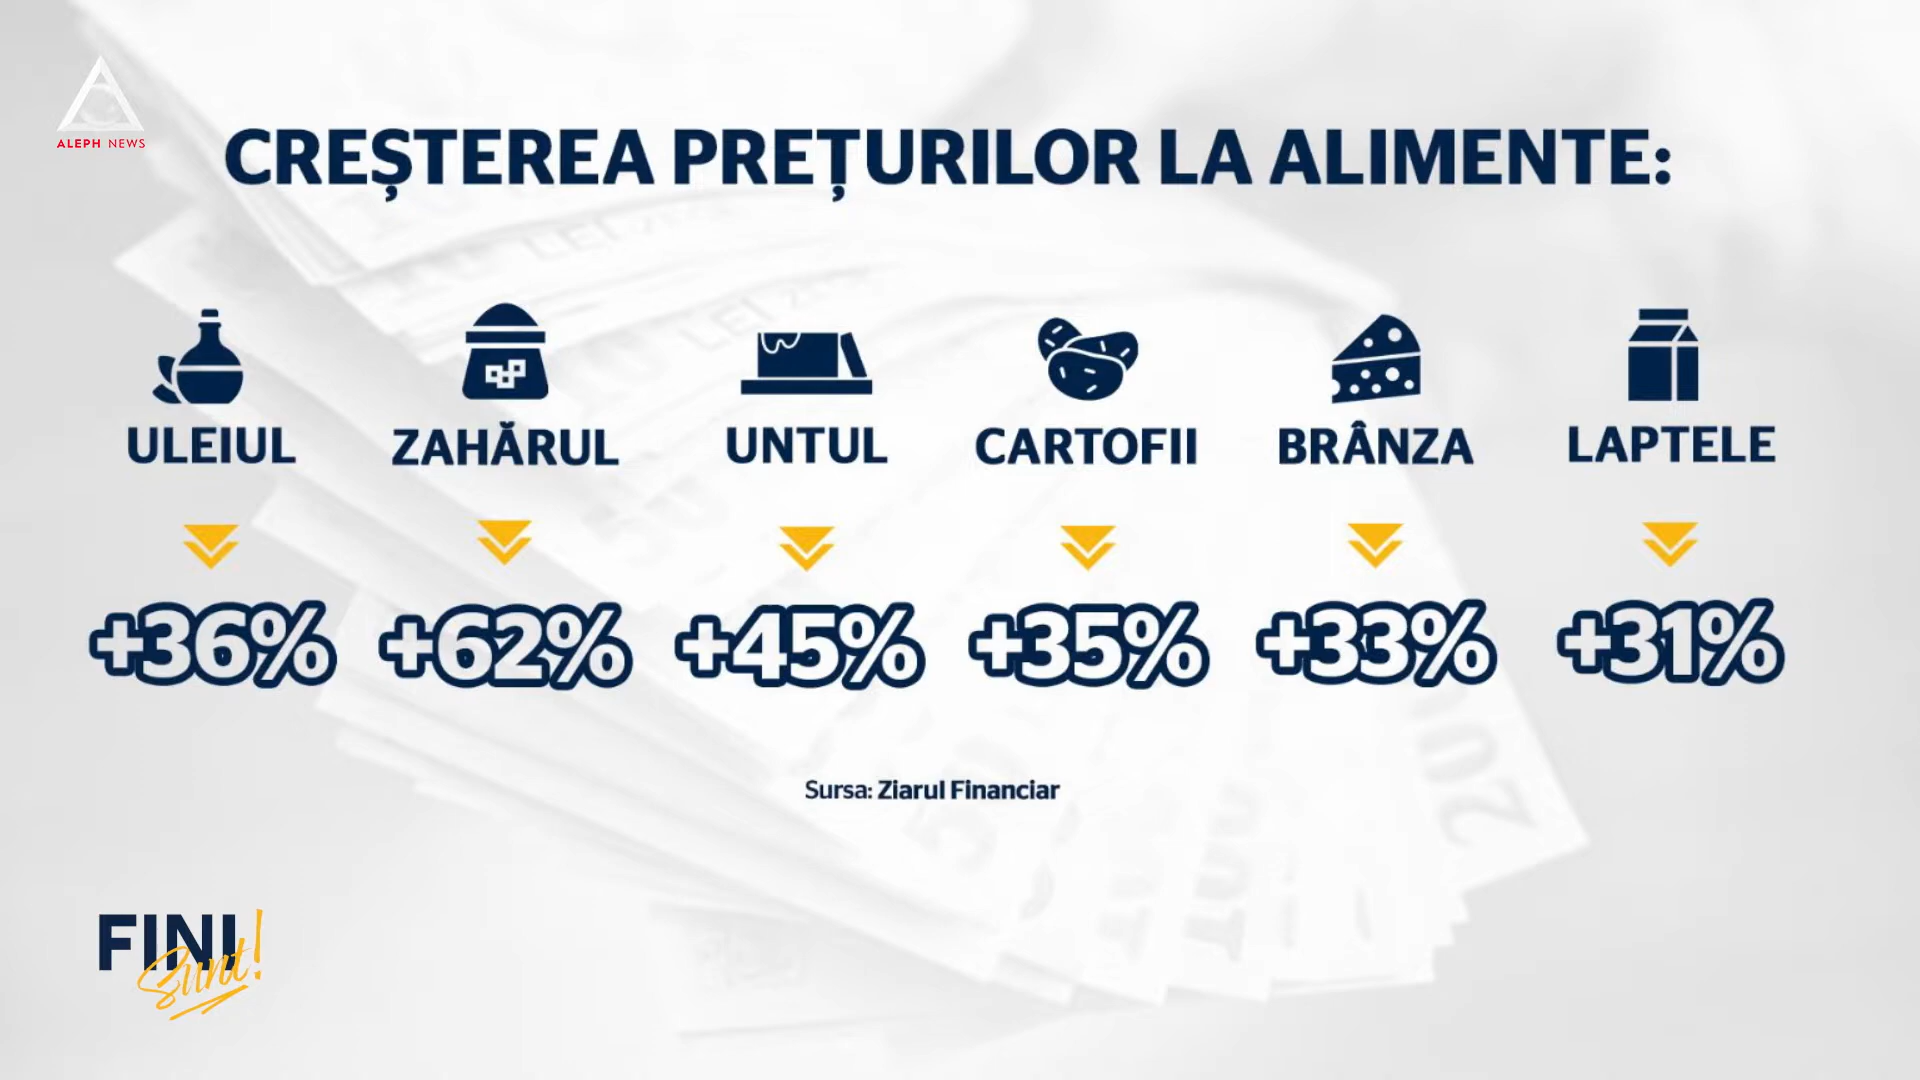 ALEPH NEWS
CREȘTEREA PREȚURILOR LA ALIMENTE:
ULEIUL ZAHĂRUL UNTUL CARTOFII BRÂNZA LAPTELE
+36% +62% +45% +35% +33% +31%
Sursa: Ziarul Financiar
FINI
Sunt!